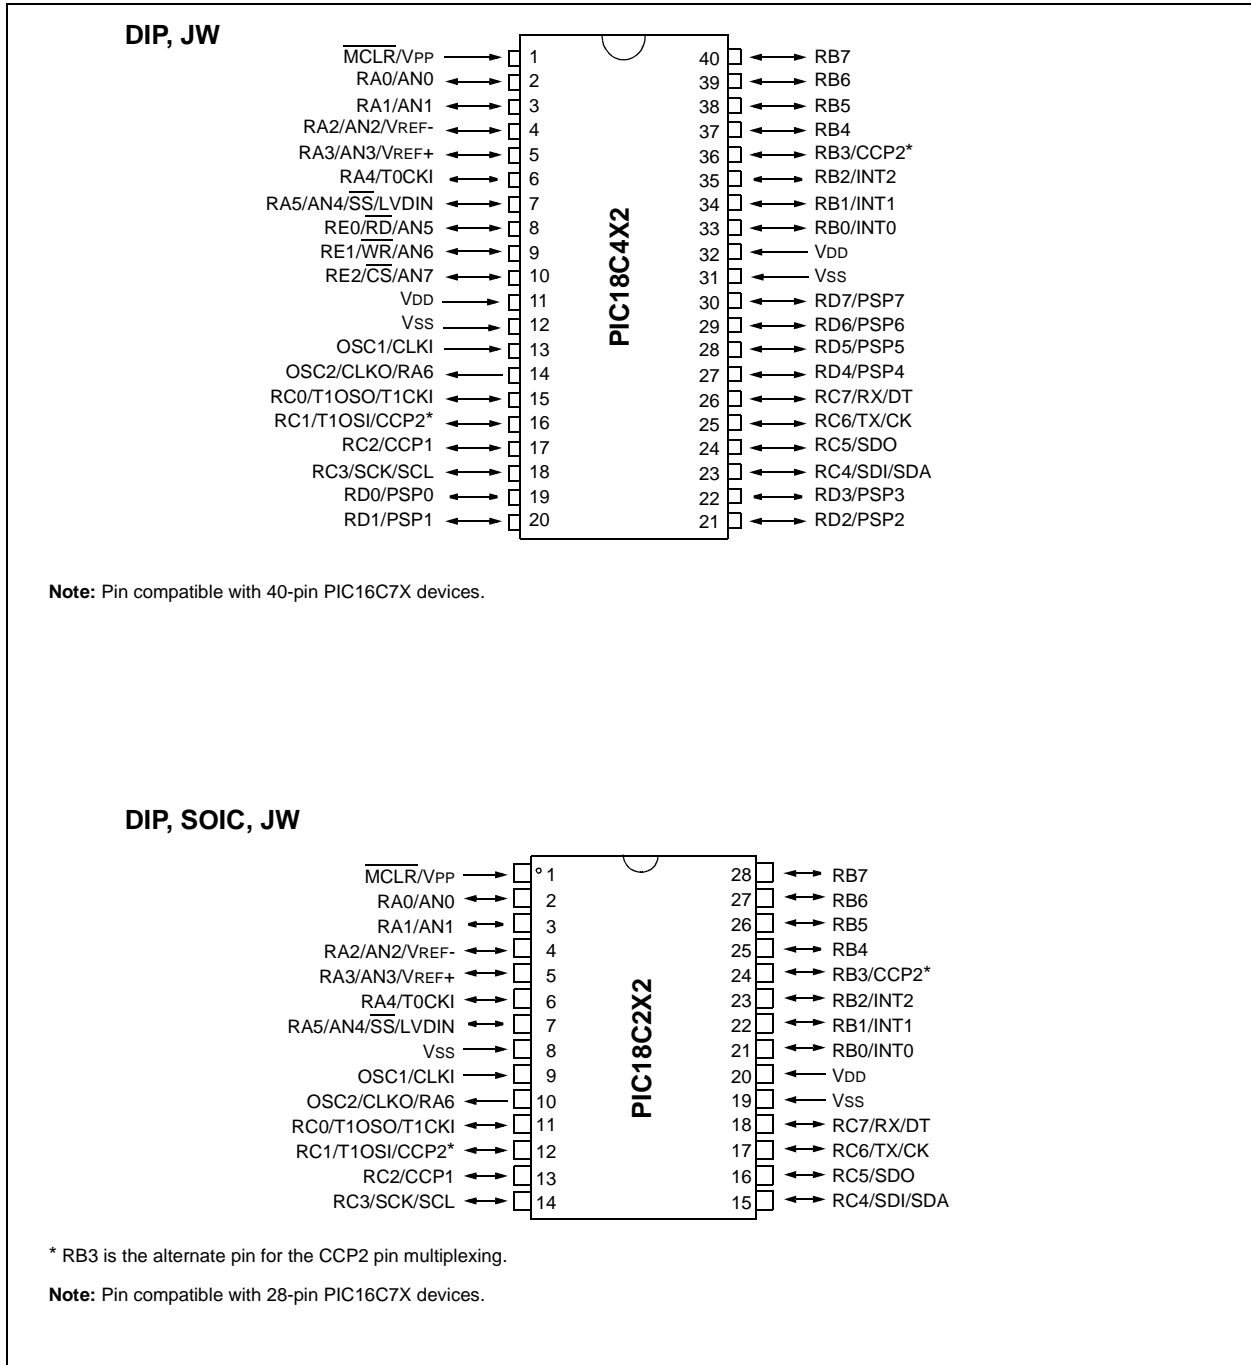 DIP, JW
MCLR/VPP 1 40 RB7
RA0/AN0 2 39 RB6
RA1/AN1 3 38 RB5
RA2/AN2/VREF- 4 37 RB4
RA3/AN3/VREF+ 5 36 RB3/CCP2*
RA4/T0CKI 6 35 RB2/INT2
RA5/AN4/SS/LVDIN 7 34 RB1/INT1
RE0/RD/AN5 8 33 RB0/INT0
RE1/WR/AN6 9 32 VDD
RE2/CS/AN7 10 31 VSS
VDD 11 30 RD7/PSP7
VSS 12 29 RD6/PSP6
OSC1/CLKI 13 28 RD5/PSP5
OSC2/CLKO/RA6 14 27 RD4/PSP4
RC0/T1OSO/T1CKI 15 26 RC7/RX/DT
RC1/T1OSI/CCP2* 16 25 RC6/TX/CK
RC2/CCP1 17 24 RC5/SDO
RC3/SCK/SCL 18 23 RC4/SDI/SDA
RD0/PSP0 19 22 RD3/PSP3
RD1/PSP1 20 21 RD2/PSP2
PIC18C4X2
Note: Pin compatible with 40-pin PIC16C7X devices.
DIP, SOIC, JW
MCLR/VPP 1 28 RB7
RA0/AN0 2 27 RB6
RA1/AN1 3 26 RB5
RA2/AN2/VREF- 4 25 RB4
RA3/AN3/VREF+ 5 24 RB3/CCP2*
RA4/T0CKI 6 23 RB2/INT2
RA5/AN4/SS/LVDIN 7 22 RB1/INT1
VSS 8 21 RB0/INT0
OSC1/CLKI 9 20 VDD
OSC2/CLKO/RA6 10 19 VSS
RC0/T1OSO/T1CKI 11 18 RC7/RX/DT
RC1/T1OSI/CCP2* 12 17 RC6/TX/CK
RC2/CCP1 13 16 RC5/SDO
RC3/SCK/SCL 14 15 RC4/SDI/SDA
PIC18C2X2
* RB3 is the alternate pin for the CCP2 pin multiplexing.
Note: Pin compatible with 28-pin PIC16C7X devices.